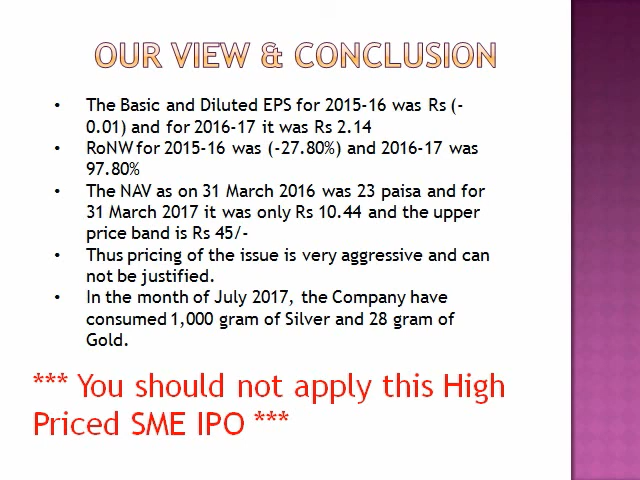 OUR VIEW & CONCLUSION
• The Basic and Diluted EPS for 2015-16 was Rs (-
0.01) and for 2016-17 it was Rs 2.14
• RoNW for 2015-16 was (-27.80%) and 2016-17 was
97.80%
• The NAV as on 31 March 2016 was 23 paisa and for
31 March 2017 it was only Rs 10.44 and the upper
price band is Rs 45/-
• Thus pricing of the issue is very aggressive and can
not be justified.
• In the month of July 2017, the Company have
consumed 1,000 gram of Silver and 28 gram of
Gold.
*** You should not apply this High
Priced SME IPO ***